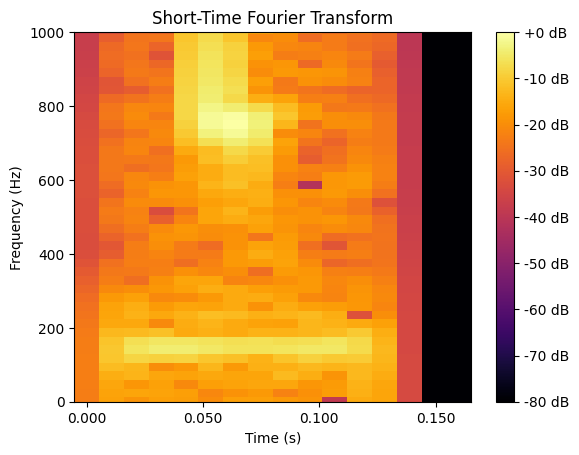 Short-Time Fourier Transform
1000
800
600
400
200
0
Frequency (Hz)
0.000
0.050
0.100
0.150
Time (s)
+0 dB
-10 dB
-20 dB
-30 dB
-40 dB
-50 dB
-60 dB
-70 dB
-80 dB